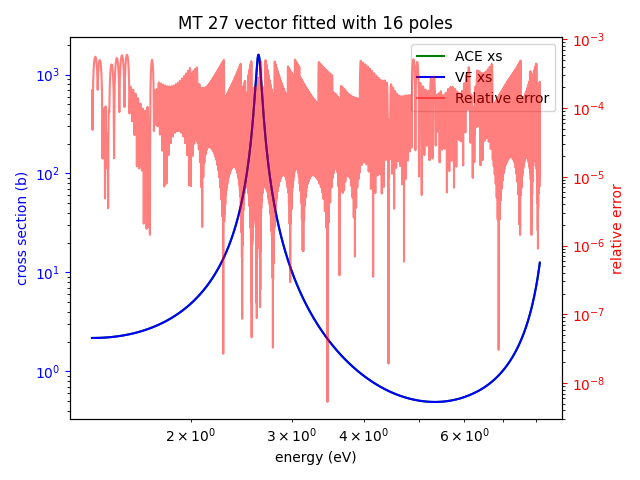 MT 27 vector fitted with 16 poles
ACE xs
VF xs
Relative error
cross section (b)
10³
10²
10¹
10⁰
10⁻³
10⁻⁴
10⁻⁵
10⁻⁶
10⁻⁷
10⁻⁸
relative error
2 × 10⁰ 3 × 10⁰ 4 × 10⁰ 6 × 10⁰
energy (eV)